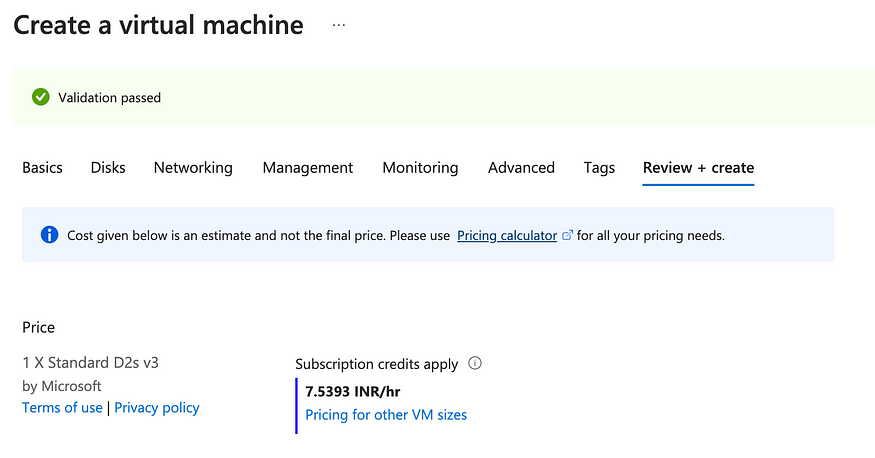 Create a virtual machine ...
Validation passed
Basics Disks Networking Management Monitoring Advanced Tags Review + create
Cost given below is an estimate and not the final price. Please use Pricing calculator for all your pricing needs.
Price
1 X Standard D2s v3
by Microsoft
Terms of use | Privacy policy
Subscription credits apply
7.5393 INR/hr
Pricing for other VM sizes